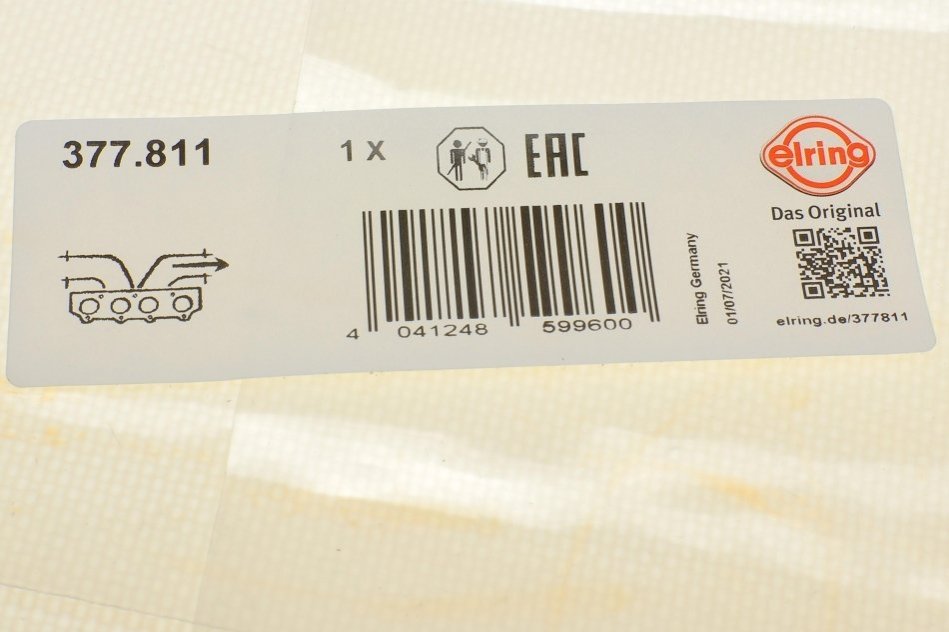 377.811
1 X
EAC
elring
Das Original
4 041248 599600
Elring Germany
01/07/2021
elring.de/377811